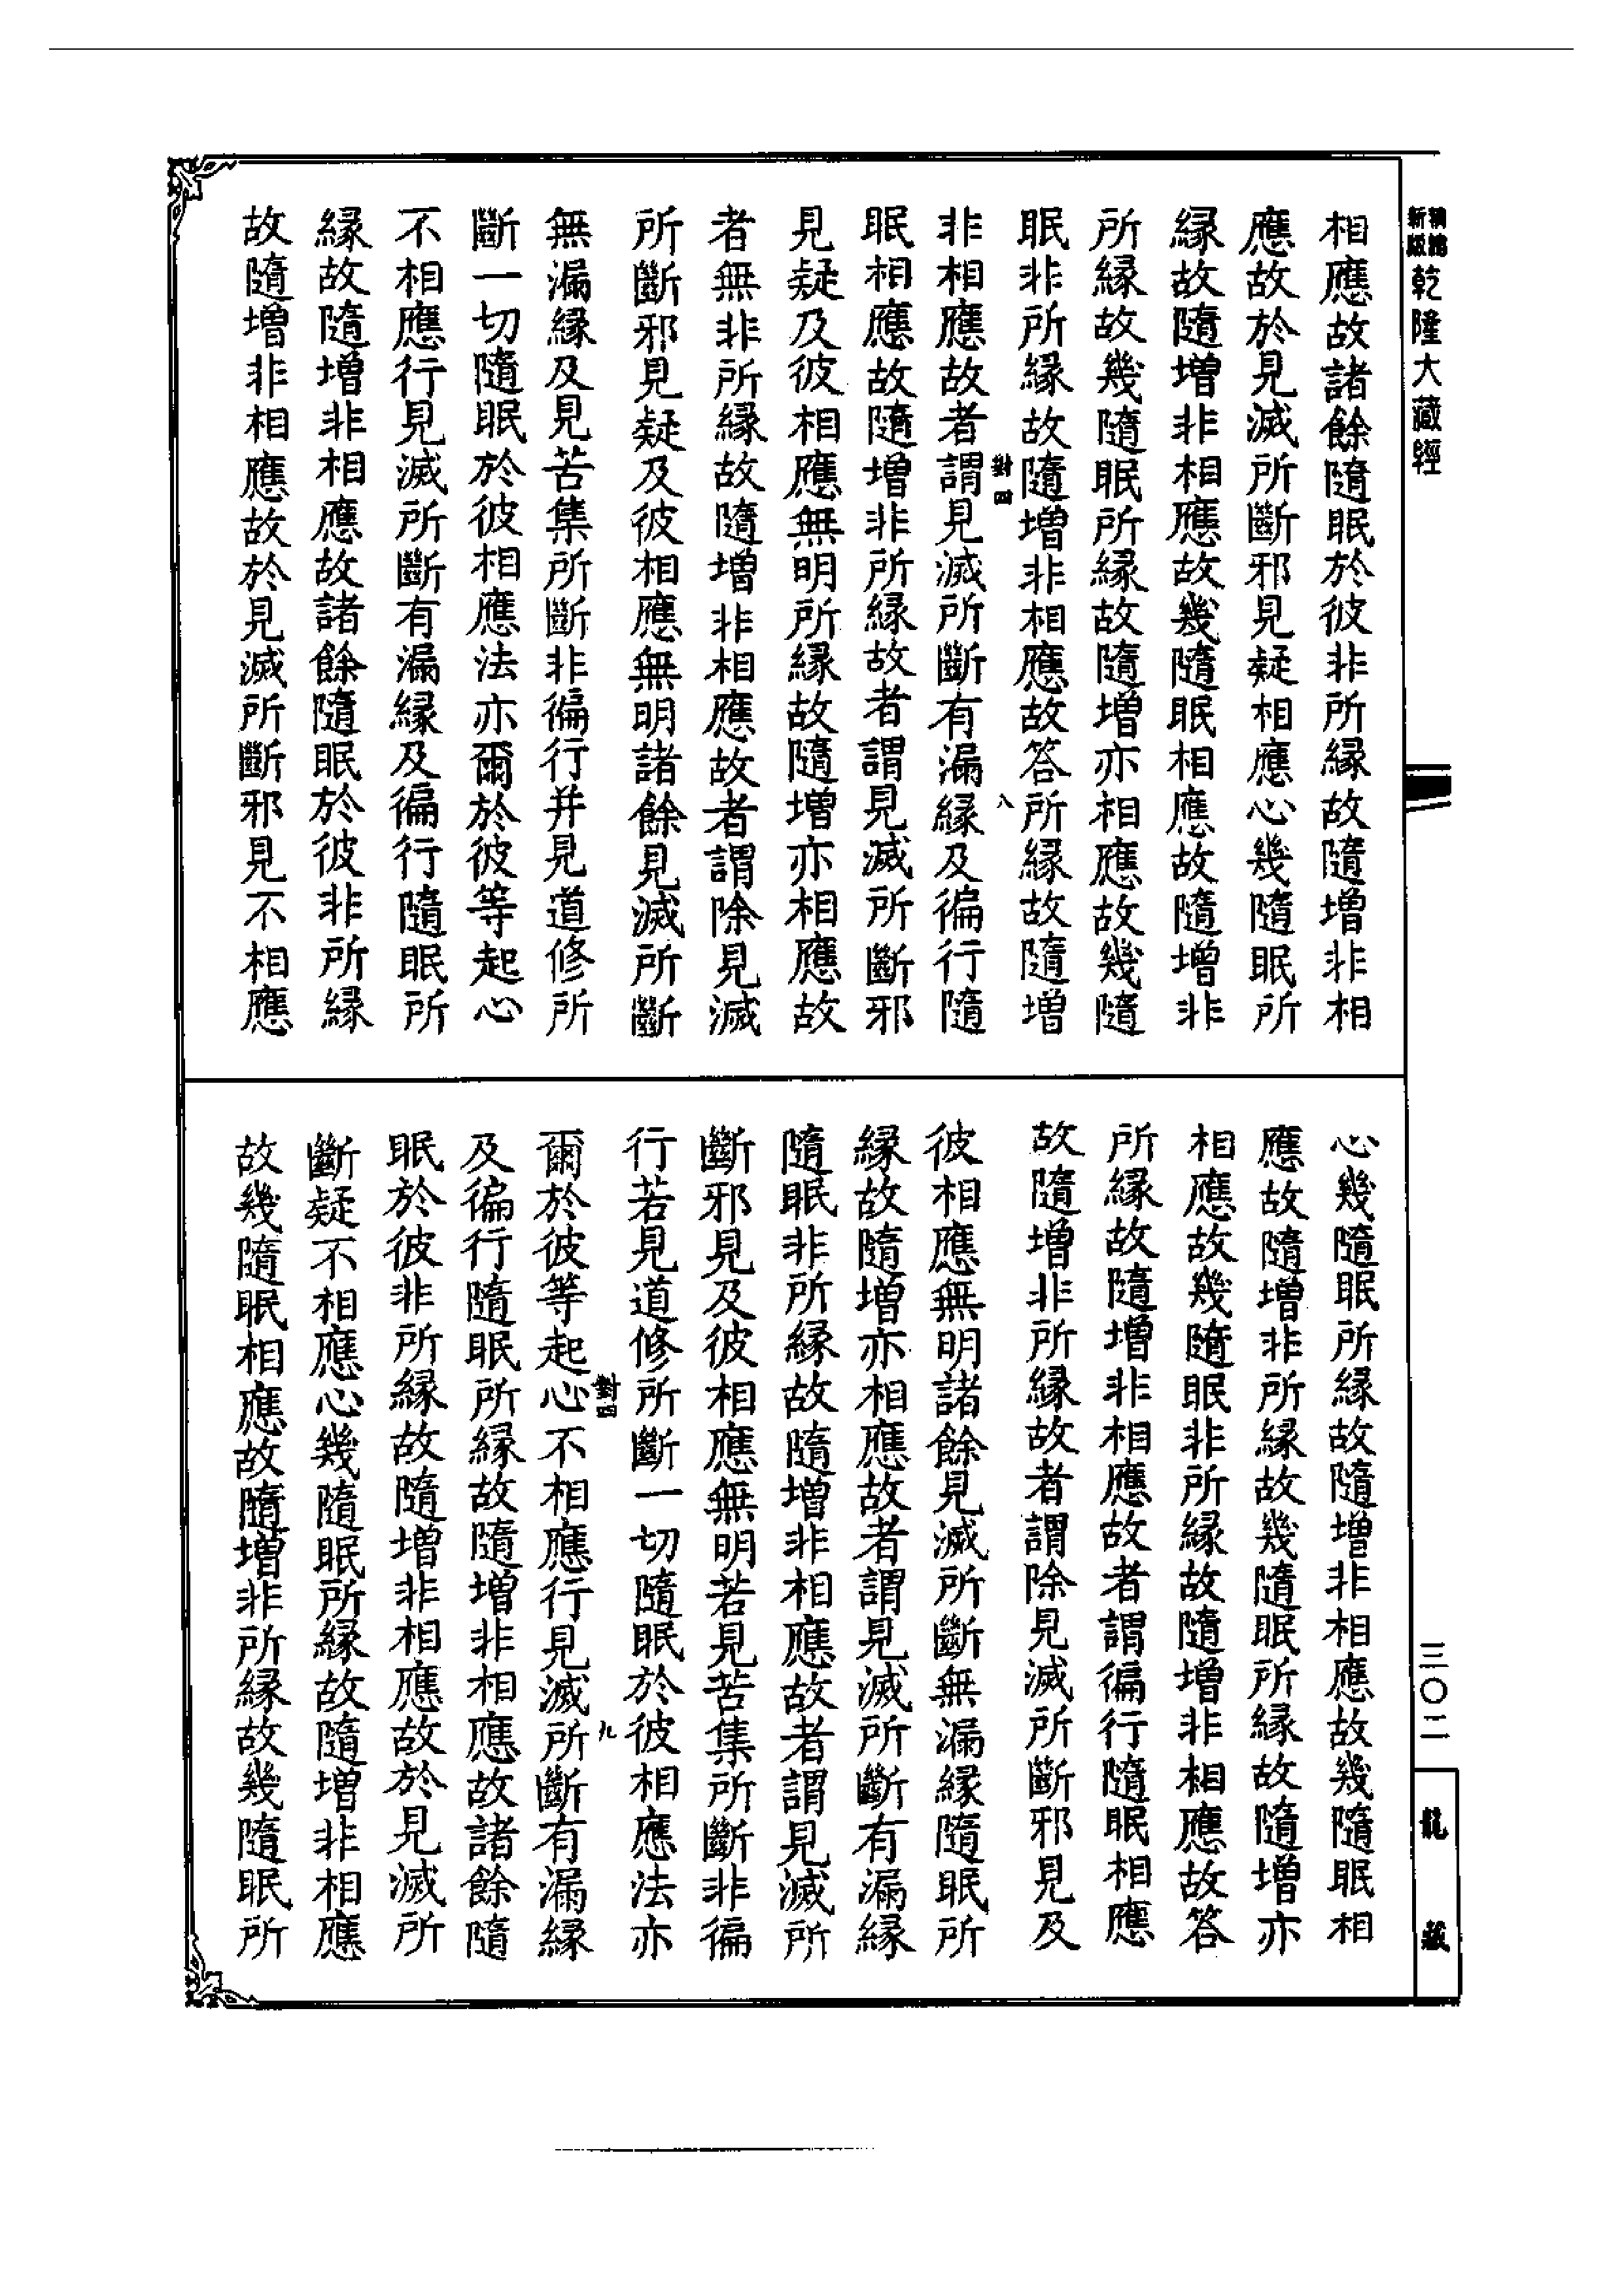 新編縮版乾隆大藏經
相應故諸餘隨眠於彼非所緣故隨增非相
應故於見滅所斷邪見疑相應心幾隨眠所
緣故隨增非相應故幾隨眠相應故隨增非
所緣故幾隨眠所緣故隨增亦相應故幾隨
眠非所緣故隨增非相應故答所緣故隨增
對四
八
非相應故者謂見滅所斷有漏緣及徧行隨
眠相應故隨增非所緣故者謂見滅所斷邪
見疑及彼相應無明所緣故隨增亦相應故
者無非所緣故隨增非相應故者謂除見滅
所斷邪見疑及彼相應無明諸餘見滅所斷
無漏緣及見苦集所斷非徧行并見道修所
斷一切隨眠於彼相應法亦爾於彼等起心
不相應行見滅所斷有漏緣及徧行隨眠所
緣故隨增非相應故諸餘隨眠於彼非所緣
故隨增非相應故於見滅所斷邪見不相應
三〇二
龍藏
心幾隨眠所緣故隨增非相應故幾隨眠相
應故隨增非所緣故幾隨眠所緣故隨增亦
相應故幾隨眠非所緣故隨增非相應故答
所緣故隨增非相應故者謂徧行隨眠相應
故隨增非所緣故者謂除見滅所斷邪見及
彼相應無明諸餘見滅所斷無漏緣隨眠所
緣故隨增亦相應故者謂見滅所斷有漏緣
隨眠非所緣故隨增非相應故者謂見滅所
斷邪見及彼相應無明若見苦集所斷非徧
行若見道修所斷一切隨眠於彼相應法亦
對四
九
爾於彼等起心不相應行見滅所斷有漏緣
及徧行隨眠所緣故隨增非相應故諸餘隨
眠於彼非所緣故隨增非相應故於見滅所
斷疑不相應心幾隨眠所緣故隨增非相應
故幾隨眠相應故隨增非所緣故幾隨眠所